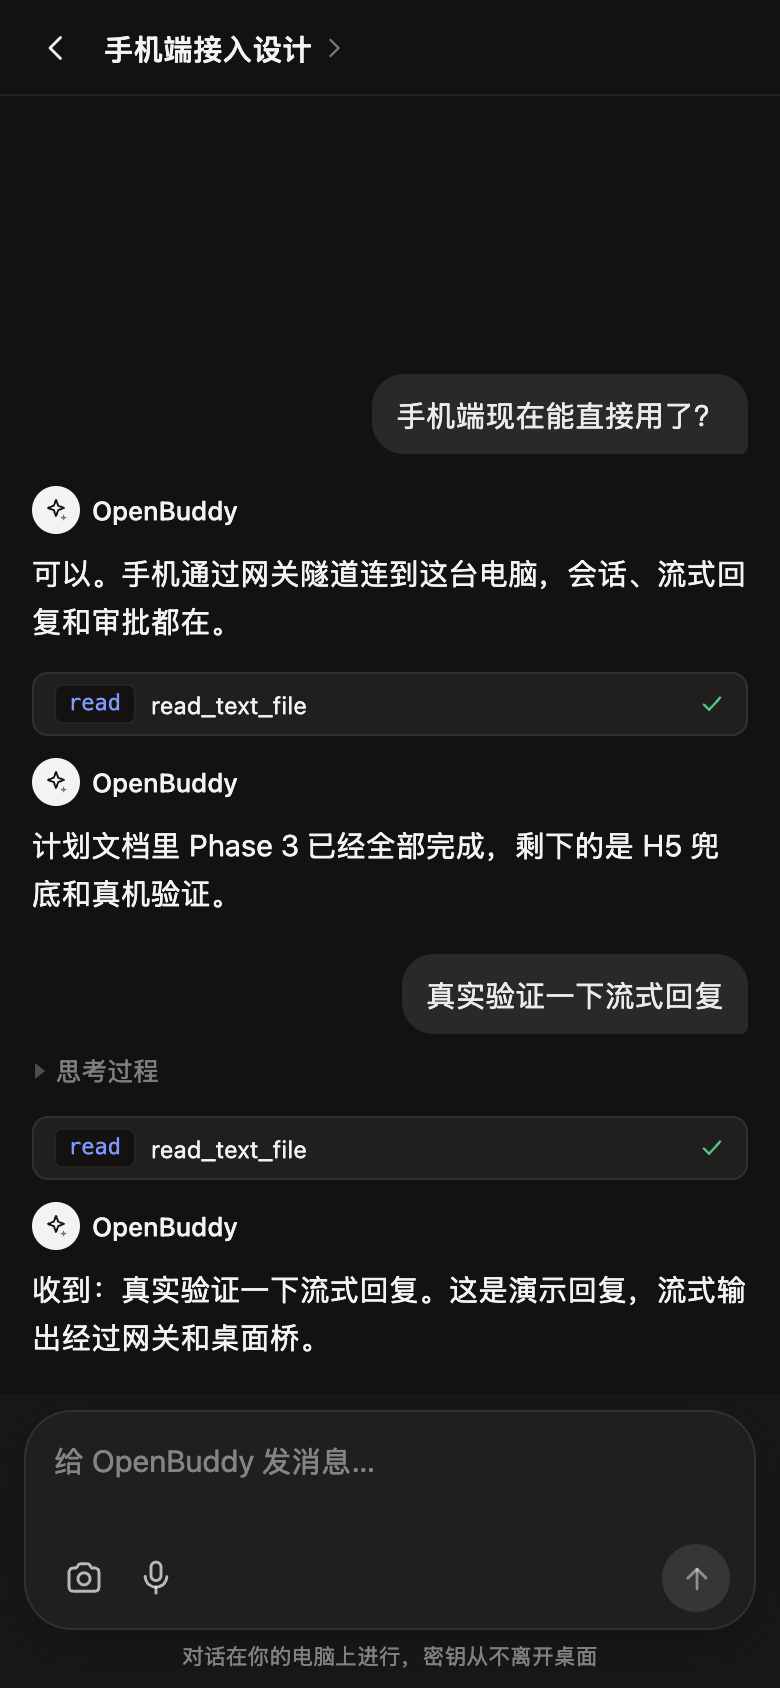 手机端接入设计
手机端现在能直接用了?
OpenBuddy
可以。手机通过网关隧道连到这台电脑，会话、流式回
复和审批都在。
read read_text_file
OpenBuddy
计划文档里 Phase 3 已经全部完成，剩下的是 H5 兜
底和真机验证。
真实验证一下流式回复
思考过程
read read_text_file
OpenBuddy
收到：真实验证一下流式回复。这是演示回复，流式输
出经过网关和桌面桥。
给 OpenBuddy 发消息...
对话在你的电脑上进行，密钥从不离开桌面